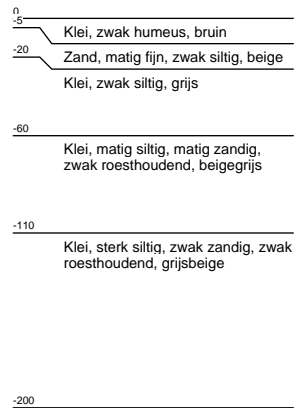 0
-5
Klei, zwak humeus, bruin
-20
Zand, matig fijn, zwak siltig, beige
Klei, zwak siltig, grijs
-60
Klei, matig siltig, matig zandig,
zwak roesthoudend, beigegrijs
-110
Klei, sterk siltig, zwak zandig, zwak
roesthoudend, grijsbeige
-200